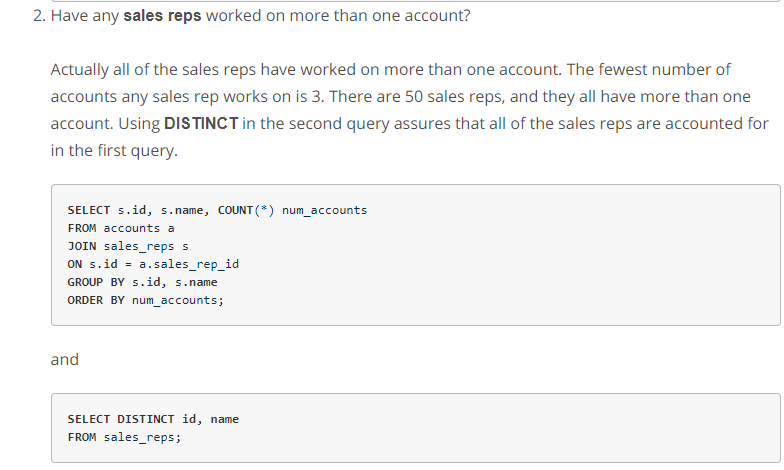 2. Have any sales reps worked on more than one account?
Actually all of the sales reps have worked on more than one account. The fewest number of
accounts any sales rep works on is 3. There are 50 sales reps, and they all have more than one
account. Using DISTINCT in the second query assures that all of the sales reps are accounted for
in the first query.
SELECT s.id, s.name, COUNT(*) num_accounts
FROM accounts a
JOIN sales_reps s
ON s.id = a.sales_rep_id
GROUP BY s.id, s.name
ORDER BY num_accounts;
and
SELECT DISTINCT id, name
FROM sales_reps;